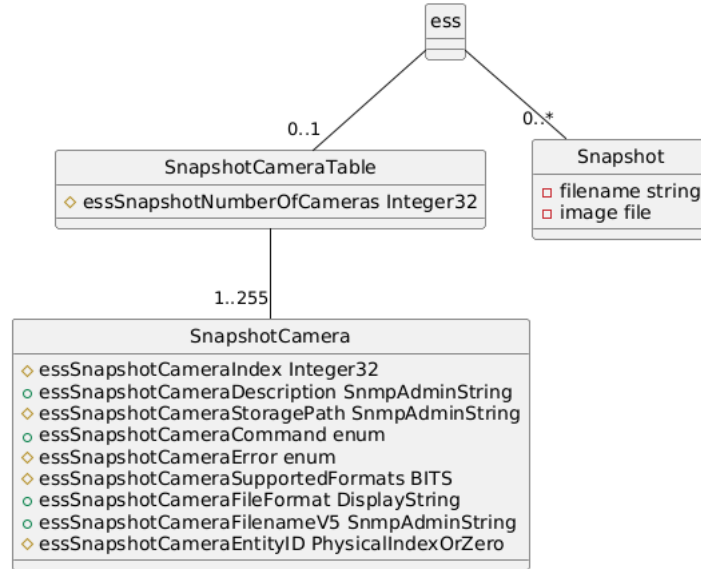 ess
0..1
0..*
SnapshotCameraTable
essSnapshotNumberOfCameras Integer32
Snapshot
filename string
image file
1..255
SnapshotCamera
essSnapshotCameraIndex Integer32
essSnapshotCameraDescription SnmpAdminString
essSnapshotCameraStoragePath SnmpAdminString
essSnapshotCameraCommand enum
essSnapshotCameraError enum
essSnapshotCameraSupportedFormats BITS
essSnapshotCameraFileFormat DisplayString
essSnapshotCameraFilenameV5 SnmpAdminString
essSnapshotCameraEntityID PhysicalIndexOrZero